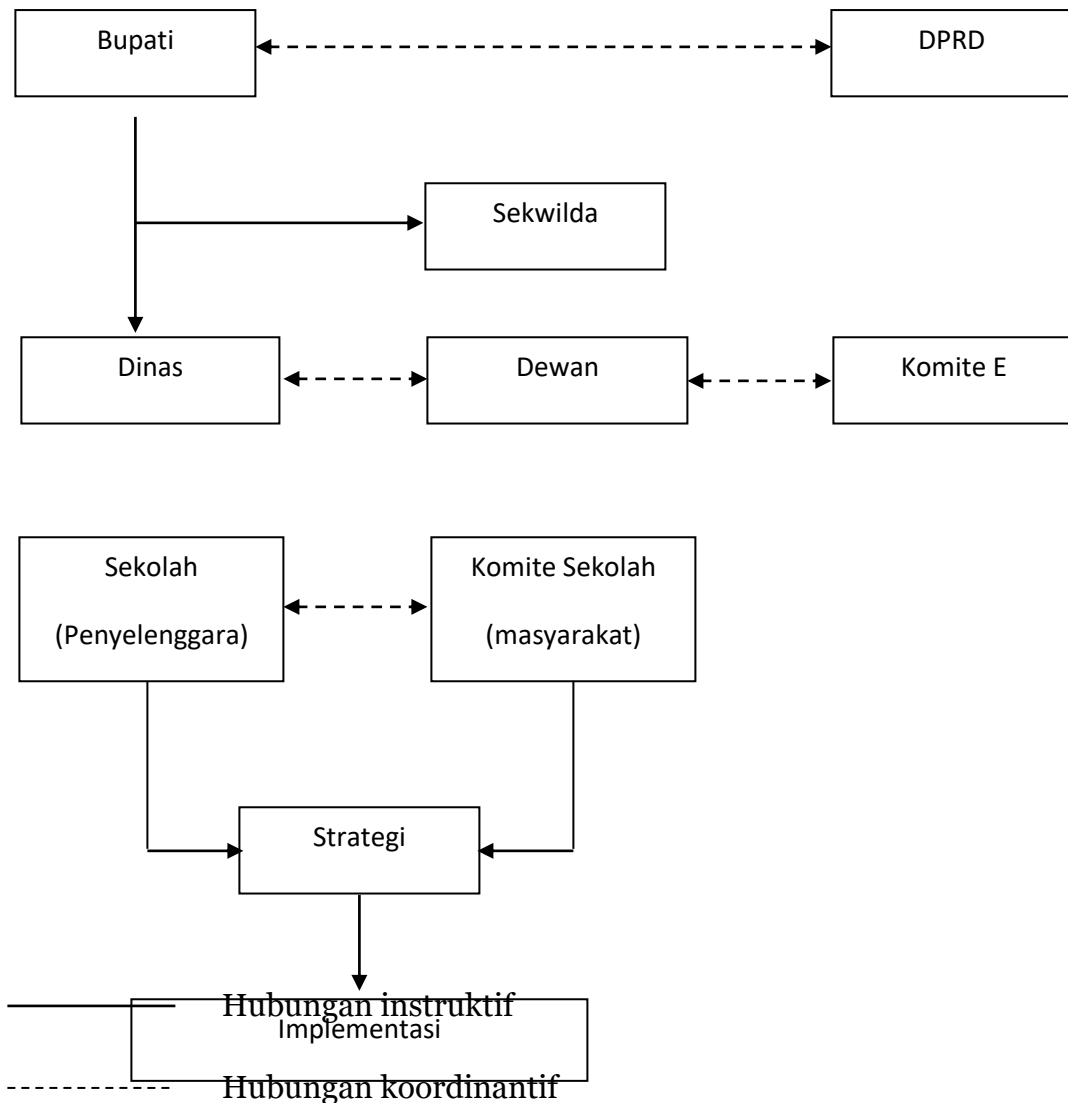 Bupati
DPRD
Sekwilda
Dinas
Dewan
Komite E
Sekolah
(Penyelenggara)
Komite Sekolah
(masyarakat)
Strategi
Hubungan instruktif
Implementasi
Hubungan koordinantif